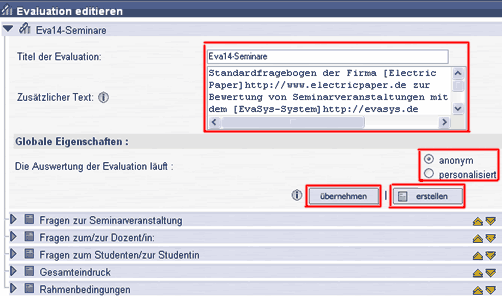 Evaluation editieren
Eva14-Seminare
Titel der Evaluation:
Eva14-Seminare
Zusätzlicher Text:
Standardfragebogen der Firma [Electric
Paper]http://www.electricpaper.de zur
Bewertung von Seminarveranstaltungen mit
dem [EvaSys-System]http://evasys.de
Globale Eigenschaften :
Die Auswertung der Evaluation läuft :
anonym
personalisiert
übernehmen | erstellen
Fragen zur Seminarveranstaltung
Fragen zum/zur Dozent/in:
Fragen zum Studenten/zur Studentin
Gesamteindruck
Rahmenbedingungen